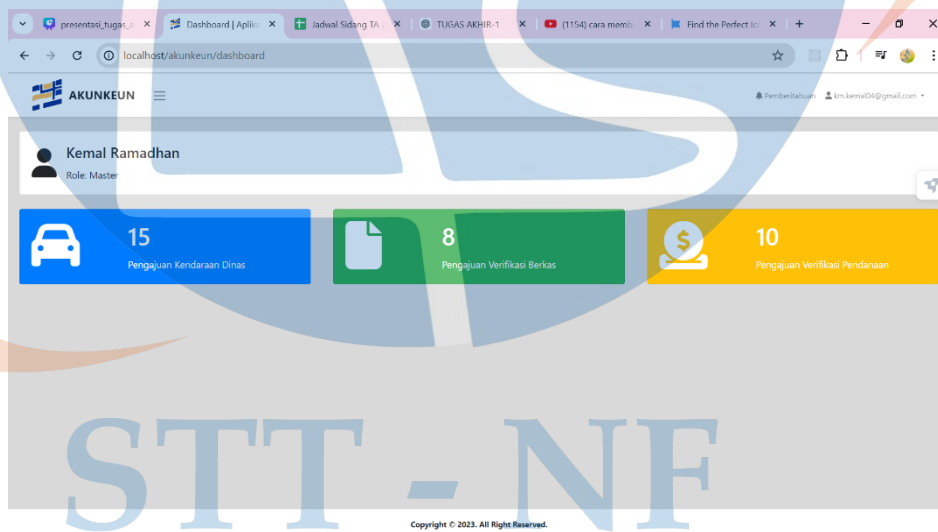 presentasi_tugas_a
Dashboard | Aplika
Jadwal Sidang TA
TUGAS AKHIR-1
(1154) cara memb
Find the Perfect Ic
localhost/akunkeun/dashboard
AKUNKEUN
Pemberitahuan
km.kemal04@gmail.com
Kemal Ramadhan
Role: Master
15
Pengajuan Kendaraan Dinas
8
Pengajuan Verifikasi Berkas
10
Pengajuan Verifikasi Pendanaan
STT - NF
Copyright © 2023. All Right Reserved.